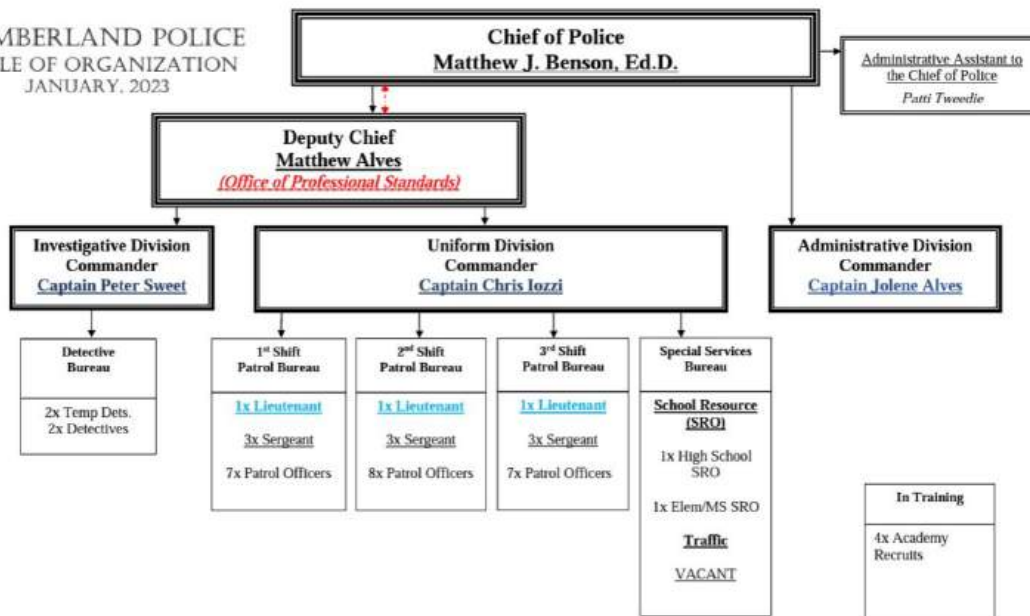 MBERLAND POLICE
LE OF ORGANIZATION
JANUARY, 2023
Chief of Police
Matthew J. Benson, Ed.D.
Administrative Assistant to
the Chief of Police
Patti Tweedie
Deputy Chief
Matthew Alves
(Office of Professional Standards)
Investigative Division
Commander
Captain Peter Sweet
Uniform Division
Commander
Captain Chris Iozzi
Administrative Division
Commander
Captain Jolene Alves
Detective
Bureau
2x Temp Dets.
2x Detectives
1st Shift
Patrol Bureau
1x Lieutenant
3x Sergeant
7x Patrol Officers
2nd Shift
Patrol Bureau
1x Lieutenant
3x Sergeant
8x Patrol Officers
3rd Shift
Patrol Bureau
1x Lieutenant
3x Sergeant
7x Patrol Officers
Special Services
Bureau
School Resource
(SRO)
1x High School
SRO
1x Elem/MS SRO
Traffic
VACANT
In Training
4x Academy
Recruits